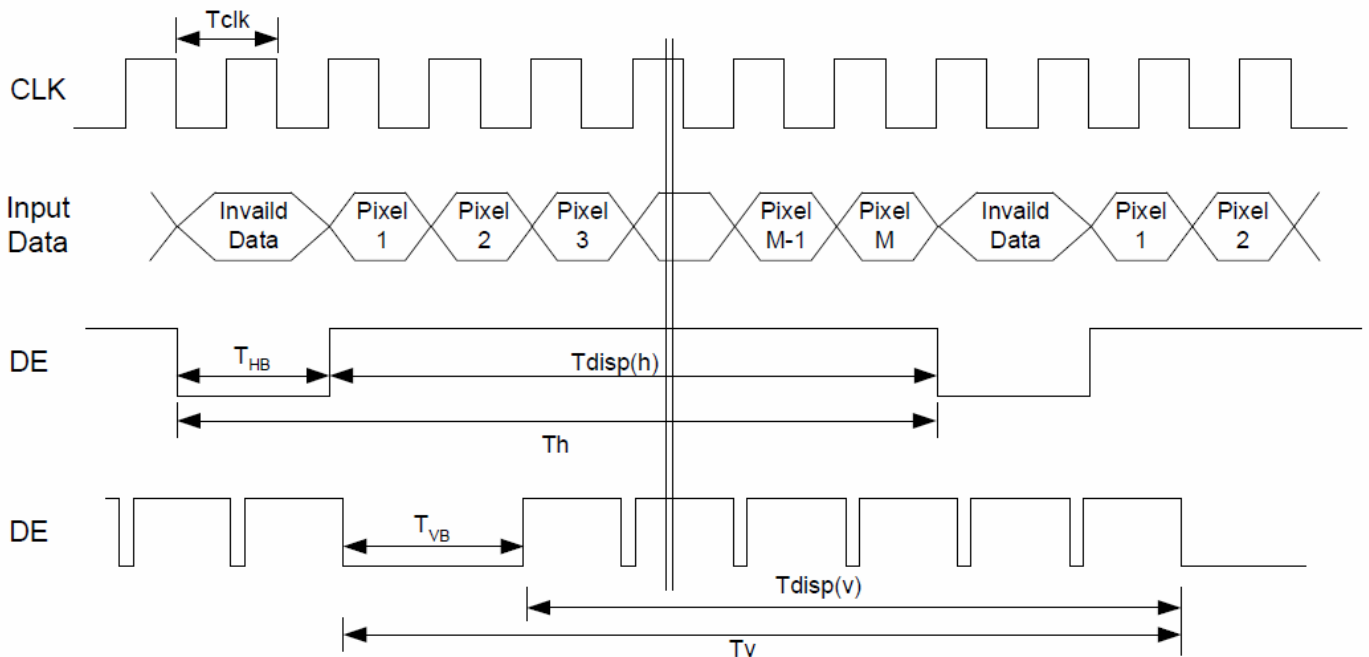 Tclk
CLK
Input
Data
Invaild
Data
Pixel
1
Pixel
2
Pixel
3
Pixel
M-1
Pixel
M
Invaild
Data
Pixel
1
Pixel
2
DE
THB
Tdisp(h)
Th
DE
TVB
Tdisp(v)
Tv